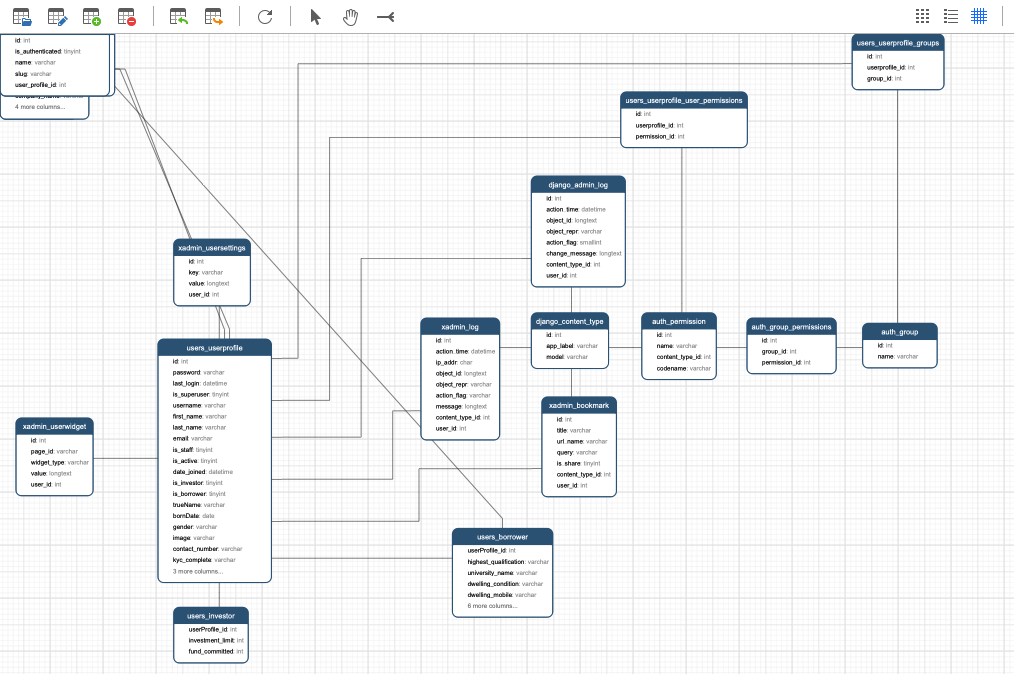 id: int
is_authenticated: tinyint
name: varchar
slug: varchar
user_profile_id: int
4 more columns...
users_userprofile_groups
id: int
userprofile_id: int
group_id: int
users_userprofile_user_permissions
id: int
userprofile_id: int
permission_id: int
django_admin_log
id: int
action_time: datetime
object_id: longtext
object_repr: varchar
action_flag: smallint
change_message: longtext
content_type_id: int
user_id: int
xadmin_usersettings
id: int
key: varchar
value: longtext
user_id: int
xadmin_log
id: int
action_time: datetime
ip_addr: char
object_id: longtext
object_repr: varchar
action_flag: varchar
message: longtext
content_type_id: int
user_id: int
django_content_type
id: int
app_label: varchar
model: varchar
auth_permission
id: int
name: varchar
content_type_id: int
codename: varchar
auth_group_permissions
id: int
group_id: int
permission_id: int
auth_group
id: int
name: varchar
users_userprofile
id: int
password: varchar
last_login: datetime
is_superuser: tinyint
username: varchar
first_name: varchar
last_name: varchar
email: varchar
is_staff: tinyint
is_active: tinyint
date_joined: datetime
is_investor: tinyint
is_borrower: tinyint
trueName: varchar
bornDate: date
gender: varchar
image: varchar
contact_number: varchar
kyc_complete: varchar
3 more columns...
xadmin_userwidget
id: int
page_id: varchar
widget_type: varchar
value: longtext
user_id: int
xadmin_bookmark
id: int
title: varchar
url_name: varchar
query: varchar
is_share: tinyint
content_type_id: int
user_id: int
users_borrower
userProfile_id: int
highest_qualification: varchar
university_name: varchar
dwelling_condition: varchar
dwelling_mobile: varchar
6 more columns...
users_investor
userProfile_id: int
investment_limit: int
fund_committed: int